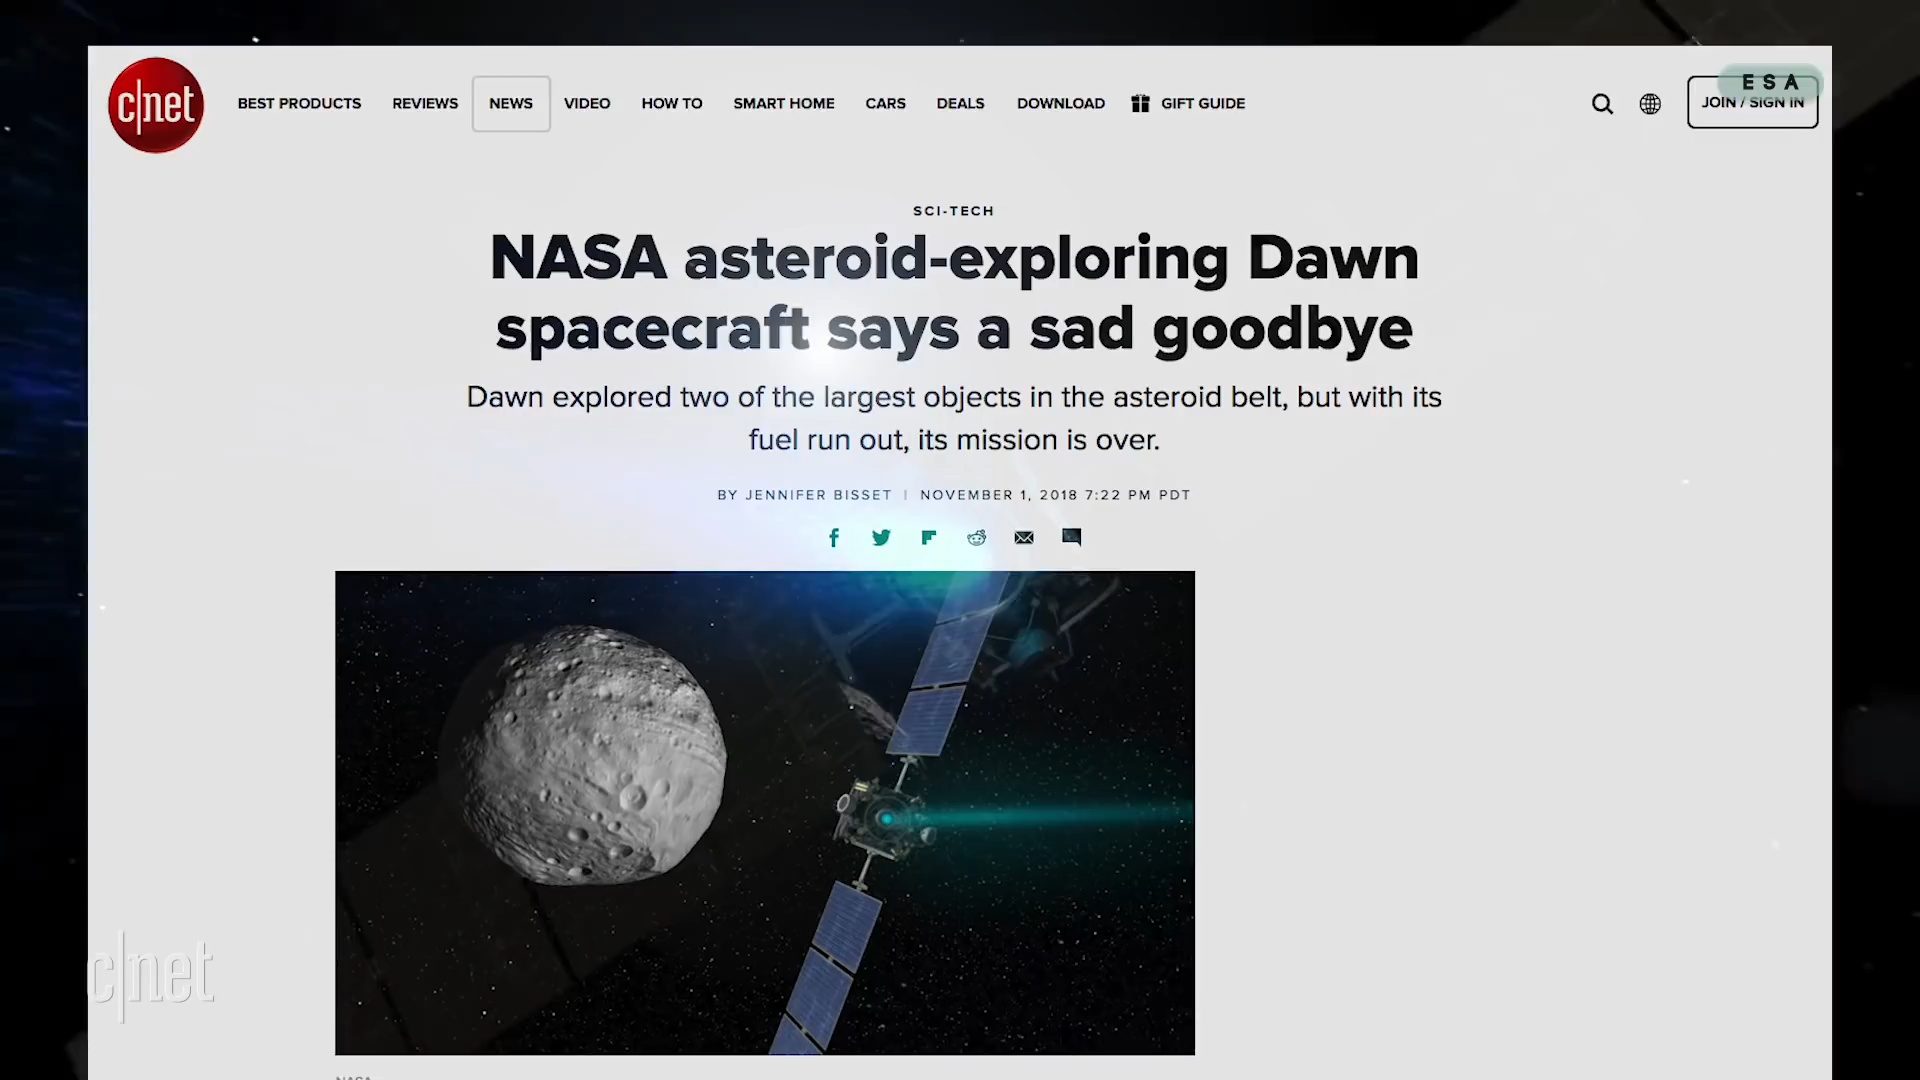 c|net
BEST PRODUCTS REVIEWS NEWS VIDEO HOW TO SMART HOME CARS DEALS DOWNLOAD GIFT GUIDE
ESA
JOIN / SIGN IN
SCI-TECH
NASA asteroid-exploring Dawn
spacecraft says a sad goodbye
Dawn explored two of the largest objects in the asteroid belt, but with its
fuel run out, its mission is over.
BY JENNIFER BISSET | NOVEMBER 1, 2018 7:22 PM PDT
c|net
NASA